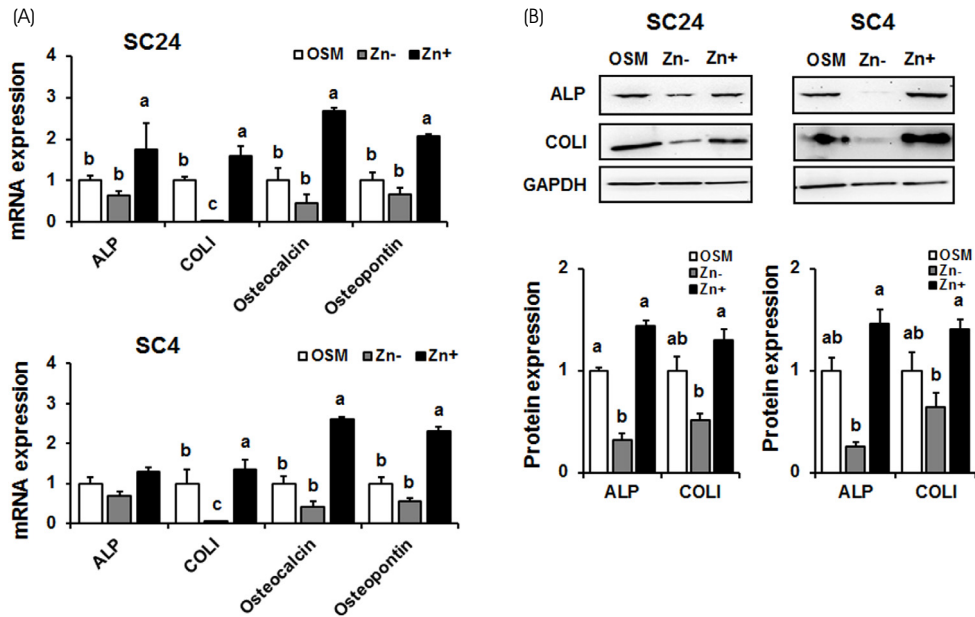 (A)
SC24
OSM Zn- Zn+
mRNA expression
4
3
2
1
0
b b a
b c a
b b a
b b a
ALP COLI Osteocalcin Osteopontin
SC4
OSM Zn- Zn+
mRNA expression
4
3
2
1
0
b c a
b b a
b b a
ALP COLI Osteocalcin Osteopontin
(B)
SC24 SC4
OSM Zn- Zn+ OSM Zn- Zn+
ALP
COLI
GAPDH
OSM
Zn-
Zn+
Protein expression
2
1
0
a b a
ab b a
ALP COLI
OSM
Zn-
Zn+
Protein expression
2
1
0
ab b a
ab b a
ALP COLI